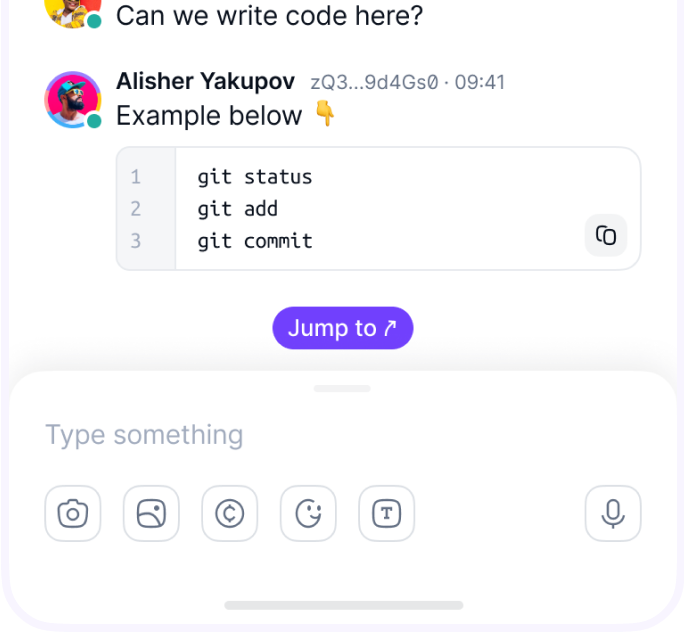 Can we write code here?
Alisher Yakupov zQ3...9d4Gs0 · 09:41
Example below 👇
1 git status
2 git add
3 git commit
Jump to ↗
Type something
T